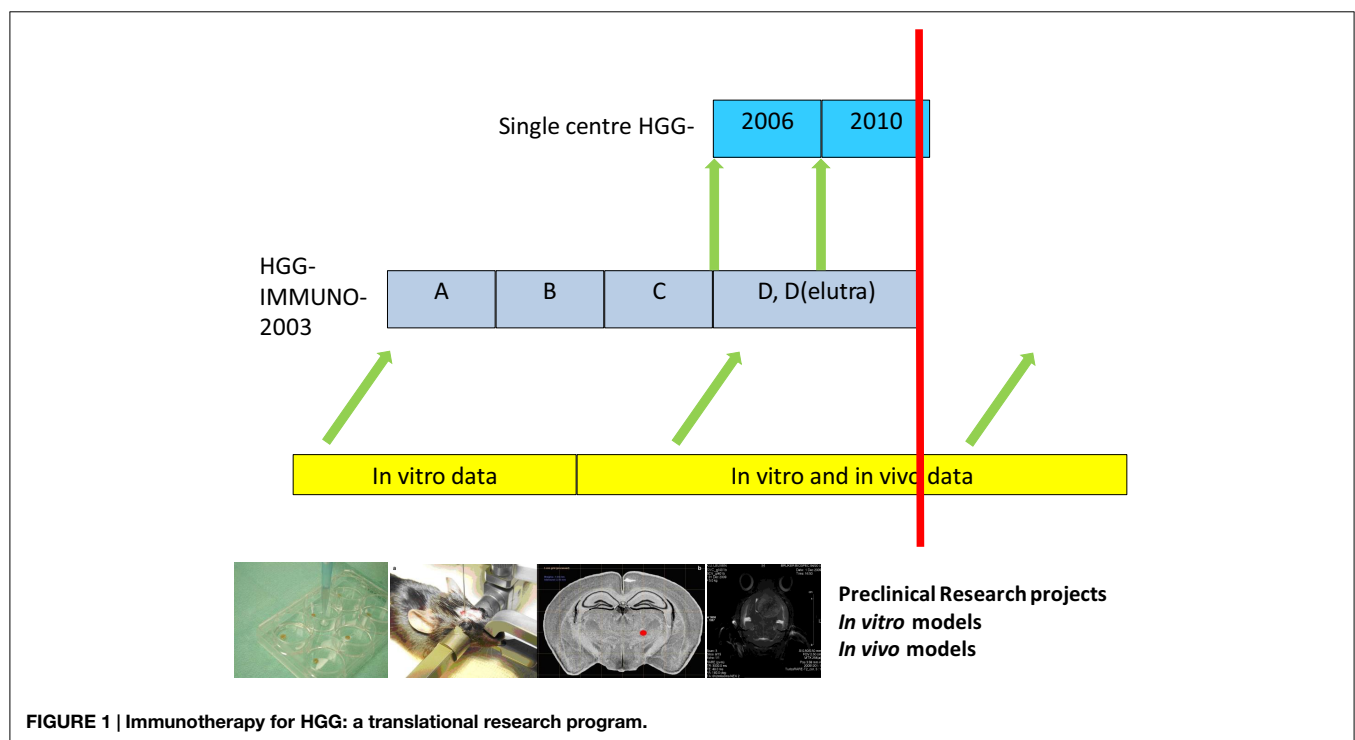 Single centre HGG-
2006
2010
HGG-
IMMUNO-
2003
A
B
C
D, D(elutra)
In vitro data
In vitro and in vivo data
a
b
Preclinical Research projects
In vitro models
In vivo models
FIGURE 1 | Immunotherapy for HGG: a translational research program.